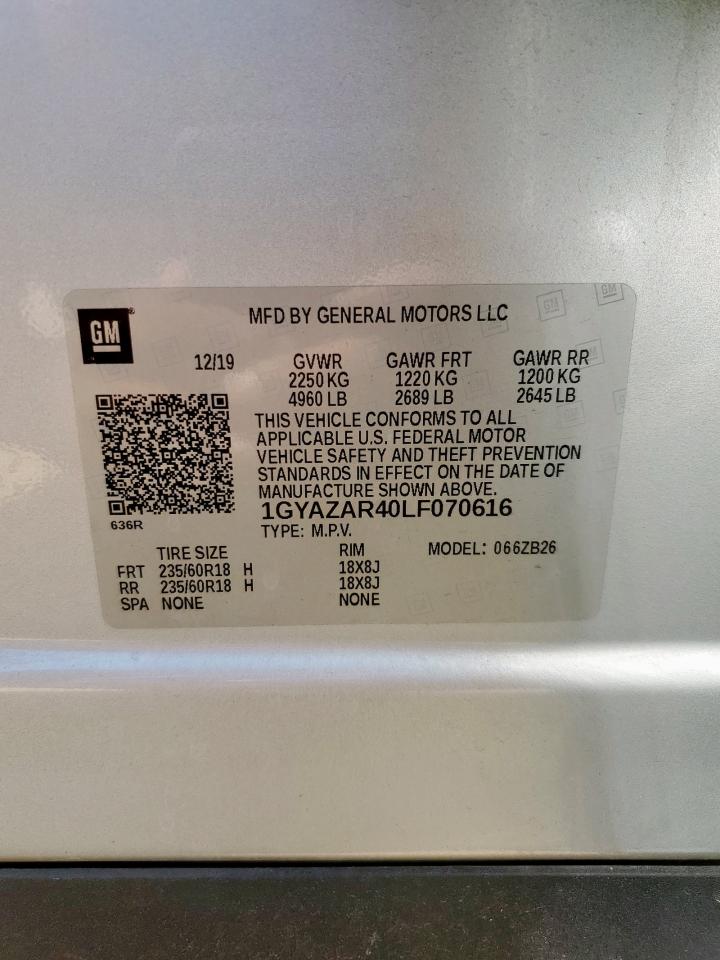 GM
MFD BY GENERAL MOTORS LLC
12/19 GVWR GAWR FRT GAWR RR
2250 KG 1220 KG 1200 KG
4960 LB 2689 LB 2645 LB
THIS VEHICLE CONFORMS TO ALL
APPLICABLE U.S. FEDERAL MOTOR
VEHICLE SAFETY AND THEFT PREVENTION
STANDARDS IN EFFECT ON THE DATE OF
MANUFACTURE SHOWN ABOVE.
636R
1GYAZAR40LF070616
TYPE: M.P.V.
TIRE SIZE RIM MODEL: 066ZB26
FRT 235/60R18 H 18X8J
RR 235/60R18 H 18X8J
SPA NONE NONE